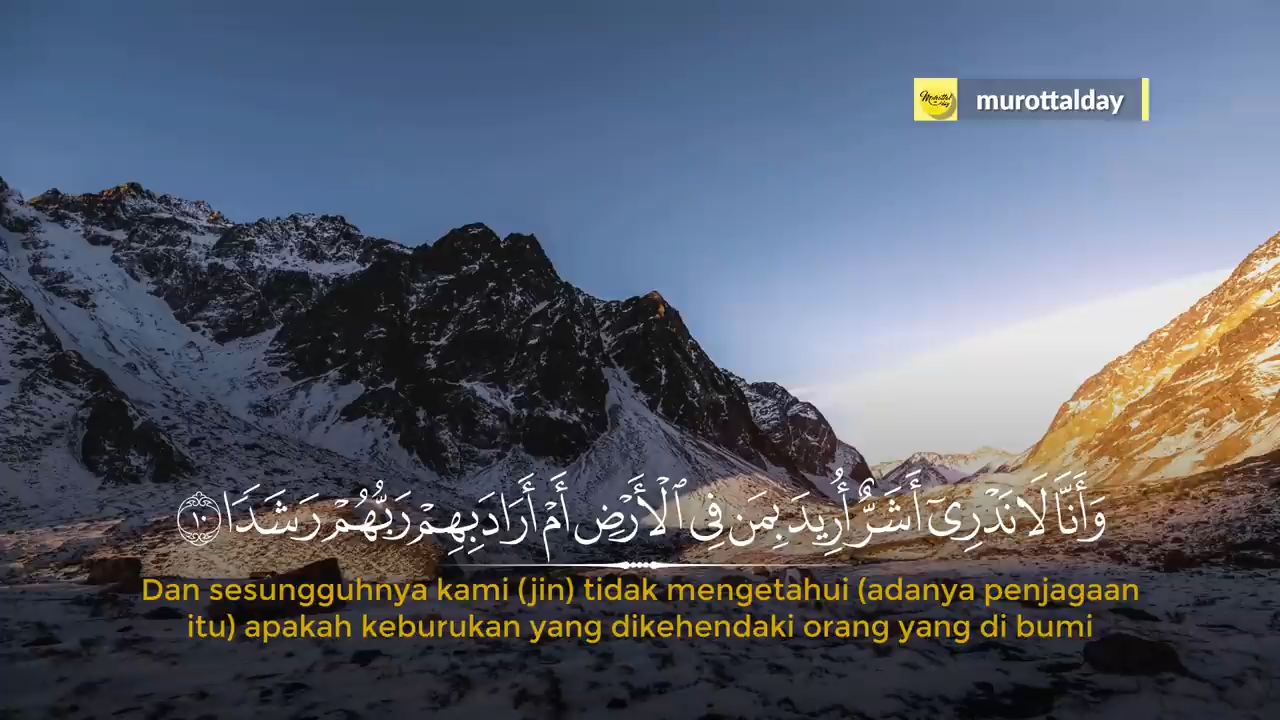 murottalday
وَأَنَّا لَا نَدْرِىٓ أَشَرٌّ أُرِيدَ بِمَن فِى ٱلْأَرْضِ أَمْ أَرَادَ بِهِمْ رَبُّهُمْ رَشَدًا ۝١٠
Dan sesungguhnya kami (jin) tidak mengetahui (adanya penjagaan
itu) apakah keburukan yang dikehendaki orang yang di bumi